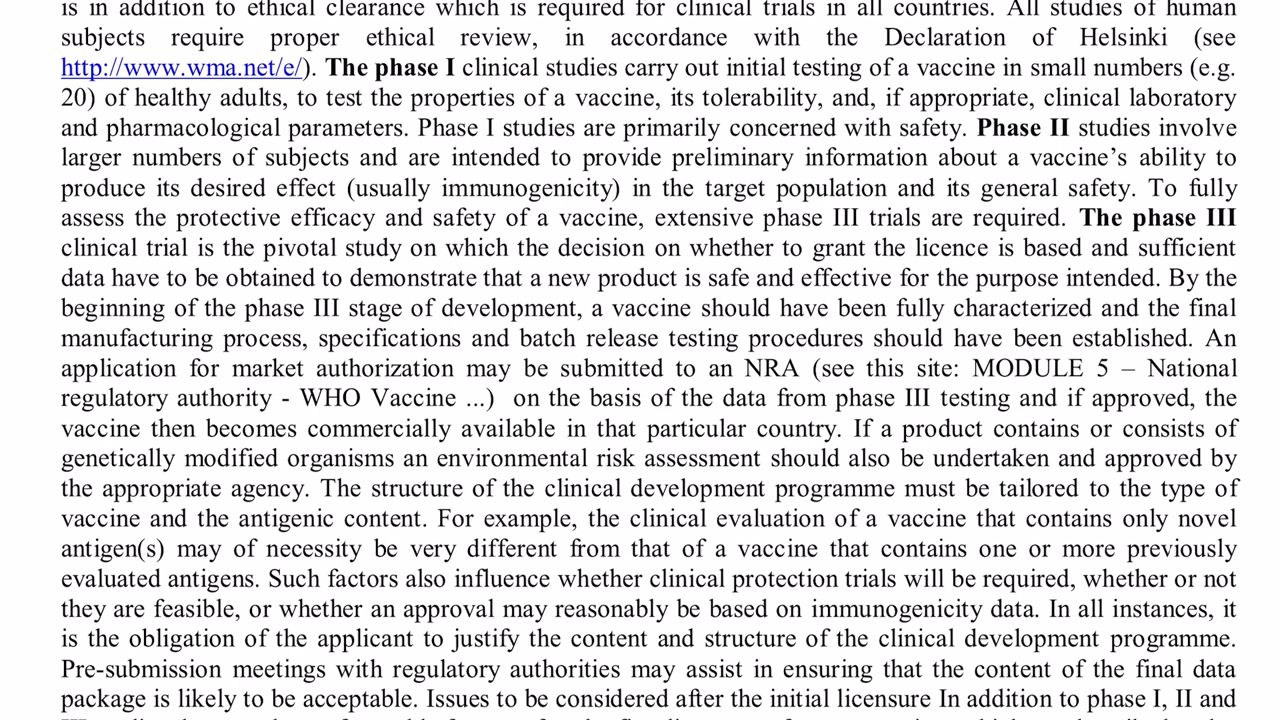 is in addition to ethical clearance which is required for clinical trials in all countries. All studies of human
subjects require proper ethical review, in accordance with the Declaration of Helsinki (see
http://www.wma.net/e/). The phase I clinical studies carry out initial testing of a vaccine in small numbers (e.g.
20) of healthy adults, to test the properties of a vaccine, its tolerability, and, if appropriate, clinical laboratory
and pharmacological parameters. Phase I studies are primarily concerned with safety. Phase II studies involve
larger numbers of subjects and are intended to provide preliminary information about a vaccine’s ability to
produce its desired effect (usually immunogenicity) in the target population and its general safety. To fully
assess the protective efficacy and safety of a vaccine, extensive phase III trials are required. The phase III
clinical trial is the pivotal study on which the decision on whether to grant the licence is based and sufficient
data have to be obtained to demonstrate that a new product is safe and effective for the purpose intended. By the
beginning of the phase III stage of development, a vaccine should have been fully characterized and the final
manufacturing process, specifications and batch release testing procedures should have been established. An
application for market authorization may be submitted to an NRA (see this site: MODULE 5 – National
regulatory authority - WHO Vaccine ...) on the basis of the data from phase III testing and if approved, the
vaccine then becomes commercially available in that particular country. If a product contains or consists of
genetically modified organisms an environmental risk assessment should also be undertaken and approved by
the appropriate agency. The structure of the clinical development programme must be tailored to the type of
vaccine and the antigenic content. For example, the clinical evaluation of a vaccine that contains only novel
antigen(s) may of necessity be very different from that of a vaccine that contains one or more previously
evaluated antigens. Such factors also influence whether clinical protection trials will be required, whether or not
they are feasible, or whether an approval may reasonably be based on immunogenicity data. In all instances, it
is the obligation of the applicant to justify the content and structure of the clinical development programme.
Pre-submission meetings with regulatory authorities may assist in ensuring that the content of the final data
package is likely to be acceptable. Issues to be considered after the initial licensure In addition to phase I, II and